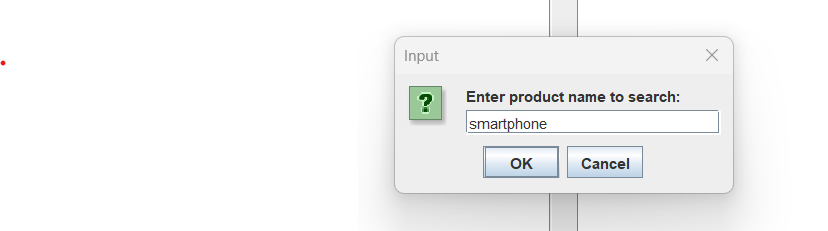 Input
Enter product name to search:
smartphone
OK
Cancel